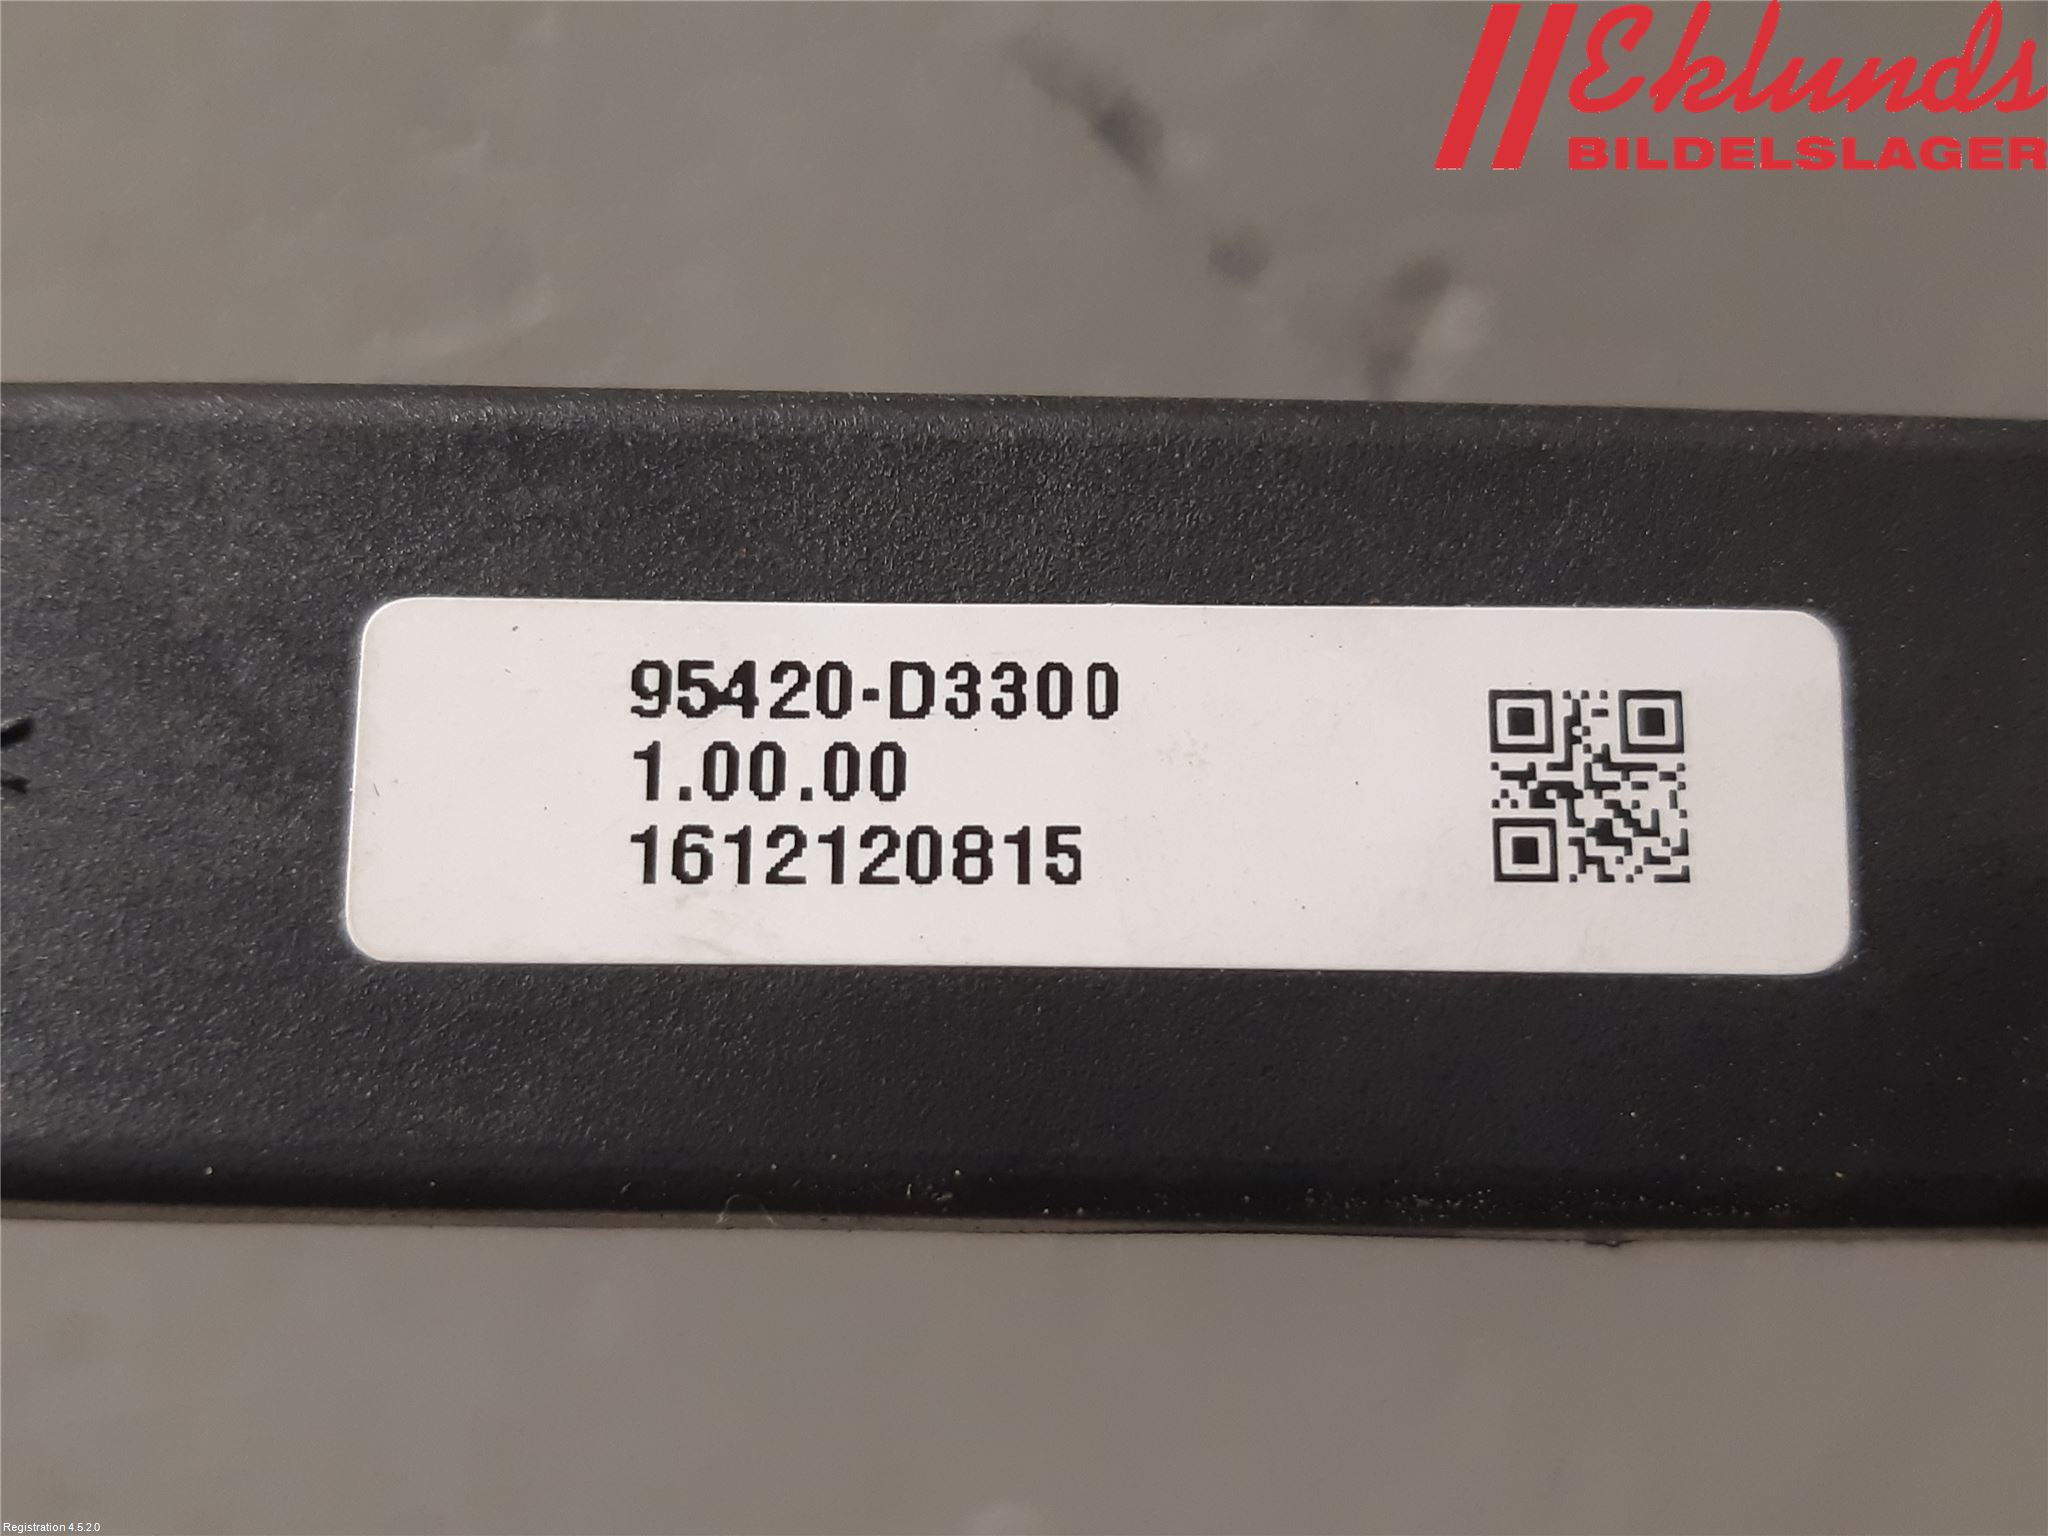 Eklunds
BILDELSLAGER
95420-D3300
1.00.00
1612120815
Registration 4.5.2.0